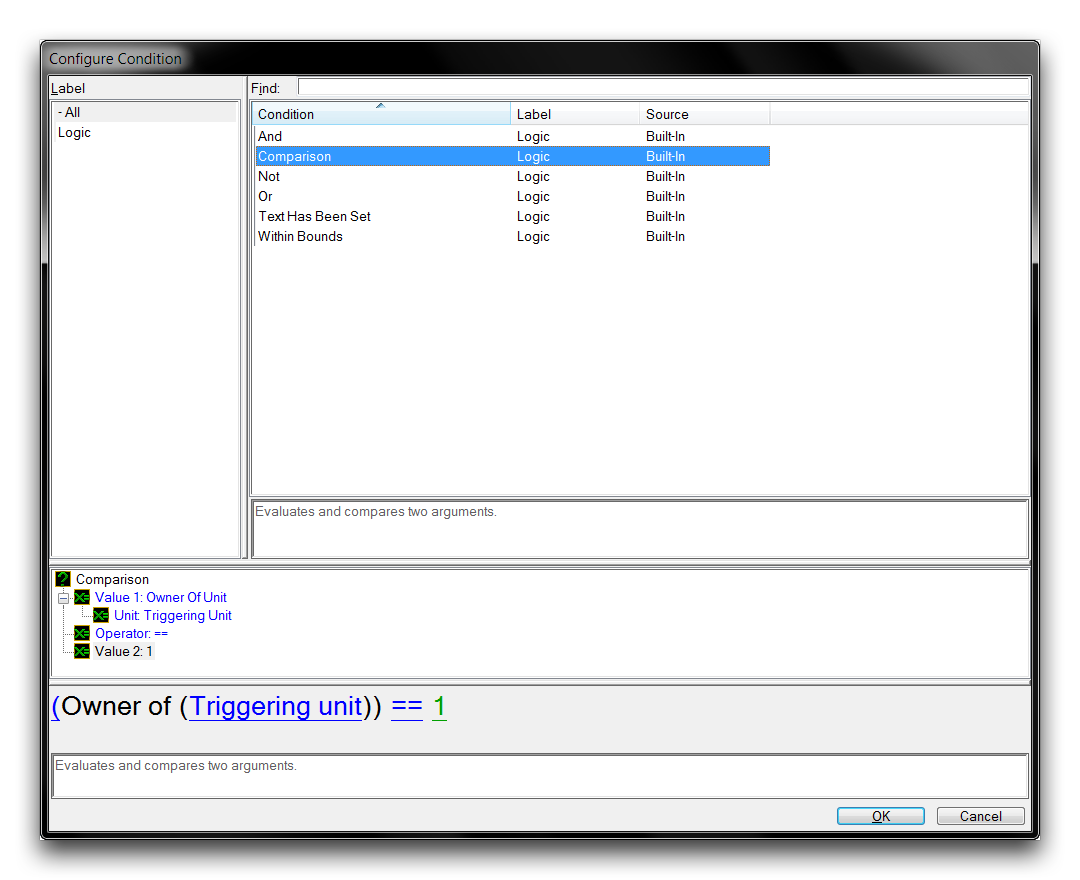 Configure Condition
Label
Find:
- All
Logic
Condition Label Source
And Logic Built-In
Comparison Logic Built-In
Not Logic Built-In
Or Logic Built-In
Text Has Been Set Logic Built-In
Within Bounds Logic Built-In
Evaluates and compares two arguments.
Comparison
Value 1: Owner Of Unit
Unit: Triggering Unit
Operator: ==
Value 2: 1
(Owner of (Triggering unit)) == 1
Evaluates and compares two arguments.
OK Cancel